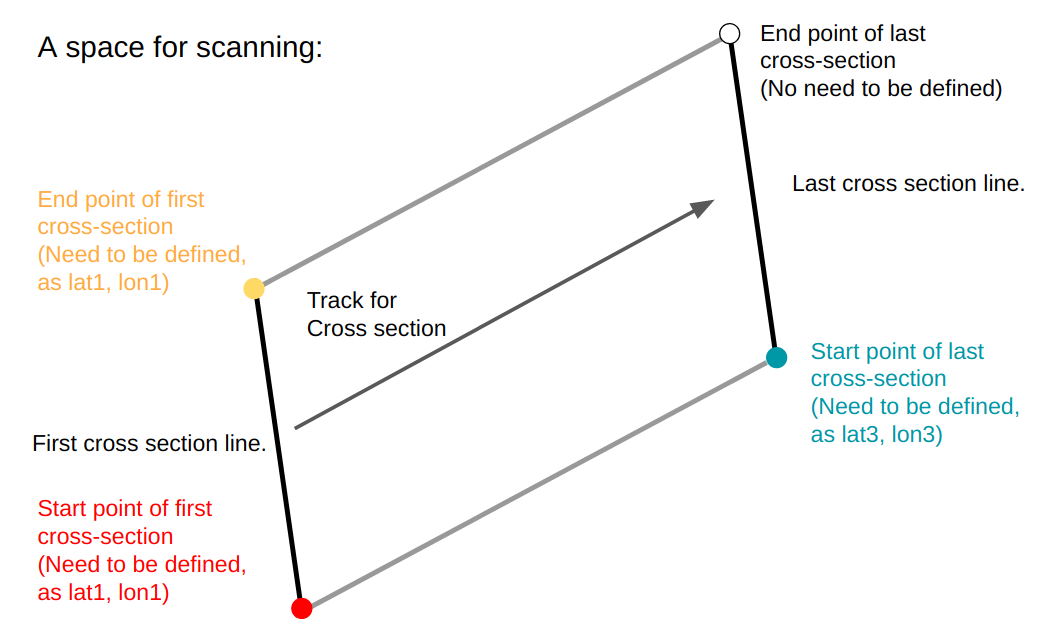 A space for scanning:
End point of last
cross-section
(No need to be defined)
Last cross section line.
End point of first
cross-section
(Need to be defined,
as lat1, lon1)
Track for
Cross section
Start point of last
cross-section
(Need to be defined,
as lat3, lon3)
First cross section line.
Start point of first
cross-section
(Need to be defined,
as lat1, lon1)